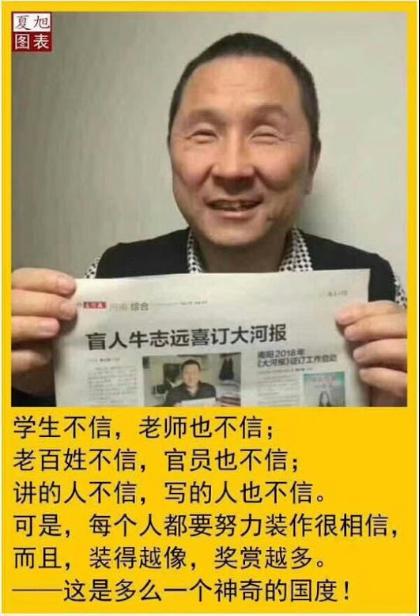 夏旭
图表
河南 综合
盲人牛志远喜订大河报
南阳2018年
《大河报》征订工作启动
学生不信，老师也不信；
老百姓不信，官员也不信；
讲的人不信，写的人也不信。
可是，每个人都要努力装作很相信，
而且，装得越像，奖赏越多。
——这是多么一个神奇的国度！